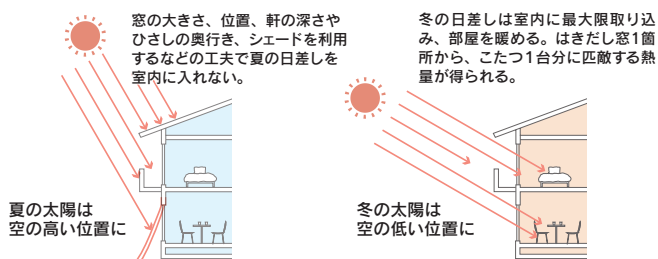 窓の大きさ、位置、軒の深さや
ひさしの奥行き、シェードを利用
するなどの工夫で夏の日差しを
室内に入れない。
夏の太陽は
空の高い位置に
冬の日差しは室内に最大限取り込
み、部屋を暖める。はきだし窓1箇
所から、こたつ1台分に匹敵する熱
量が得られる。
冬の太陽は
空の低い位置に